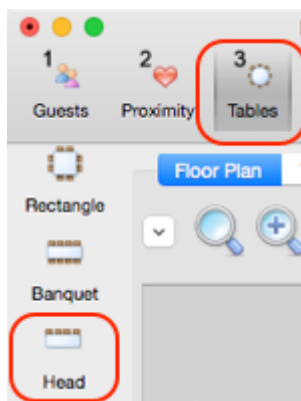 1 2 3
Guests Proximity Tables
Floor Plan
Rectangle
Banquet
Head